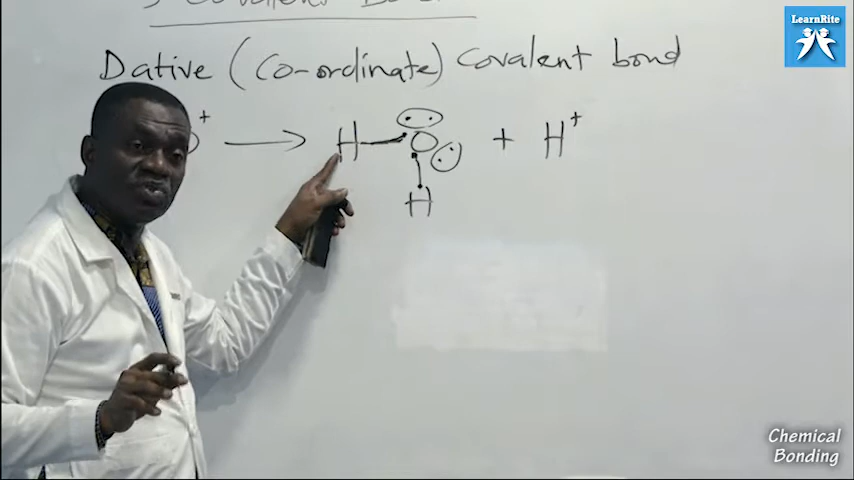 LearnRite
Dative (Co-ordinate) covalent bond
+ → H O + H+
H
Chemical
Bonding